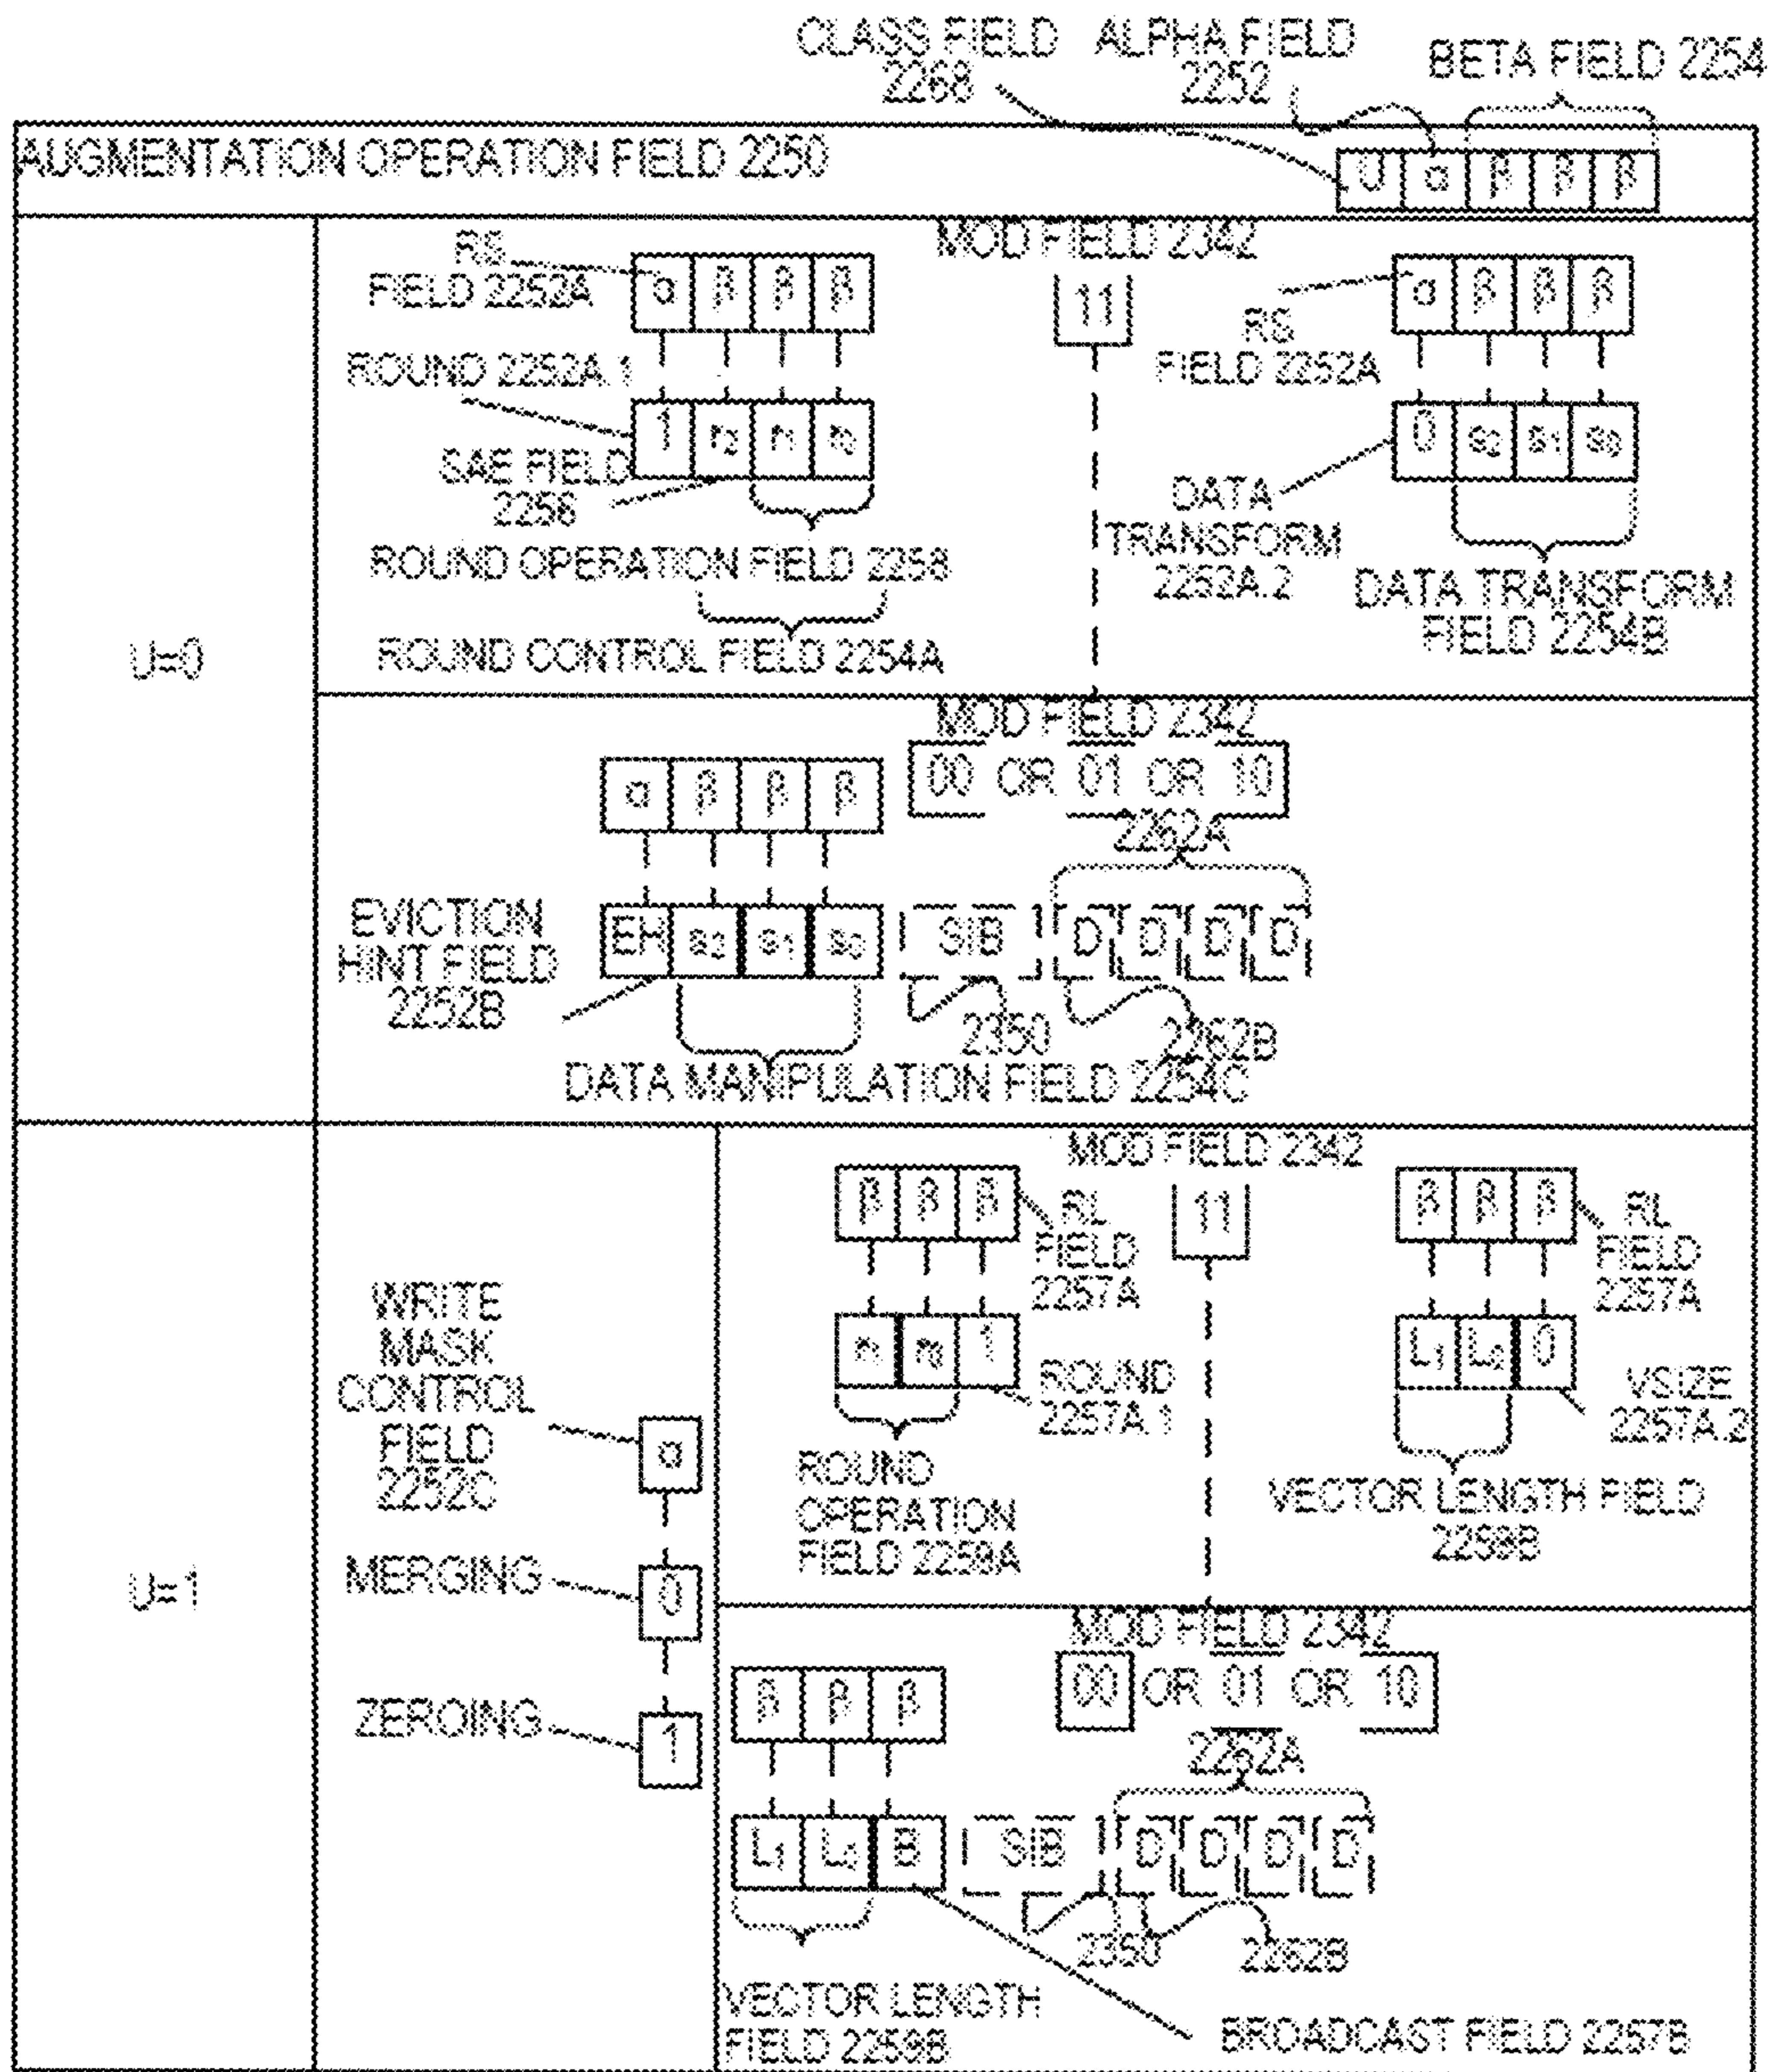 CLASS FIELD
2268
ALPHA FIELD
2252
BETA FIELD 2254
AUGMENTATION OPERATION FIELD 2250
U α β β β
U=0
MOD FIELD 2342
11
RS
FIELD 2252A
α β β β
ROUND 2252A.1
1 r2 r1 r0
SAE FIELD
2256
ROUND OPERATION FIELD 2258
ROUND CONTROL FIELD 2254A
α β β β
RS
FIELD 2252A
0 s2 s1 s0
DATA
TRANSFORM
2252A.2
DATA TRANSFORM
FIELD 2254B
MOD FIELD 2342
00 OR 01 OR 10
α β β β
2262A
EVICTION
HINT FIELD
2252B
EH s2 s1 s0 SIB D D D D
2350
2262B
DATA MANIPULATION FIELD 2254C
U=1
WRITE
MASK
CONTROL
FIELD
2252C
α
MERGING
0
ZEROING
1
MOD FIELD 2342
11
β β β
RL
FIELD
2257A
r1 r0 1
ROUND
2257A.1
ROUND
OPERATION
FIELD 2259A
β β β
RL
FIELD
2257A
L1 L0 0
VSIZE
2257A.2
VECTOR LENGTH FIELD
2259B
MOD FIELD 2342
00 OR 01 OR 10
β β β
2262A
L1 L0 B SIB D D D D
2350
2262B
VECTOR LENGTH
FIELD 2259B
BROADCAST FIELD 2257B